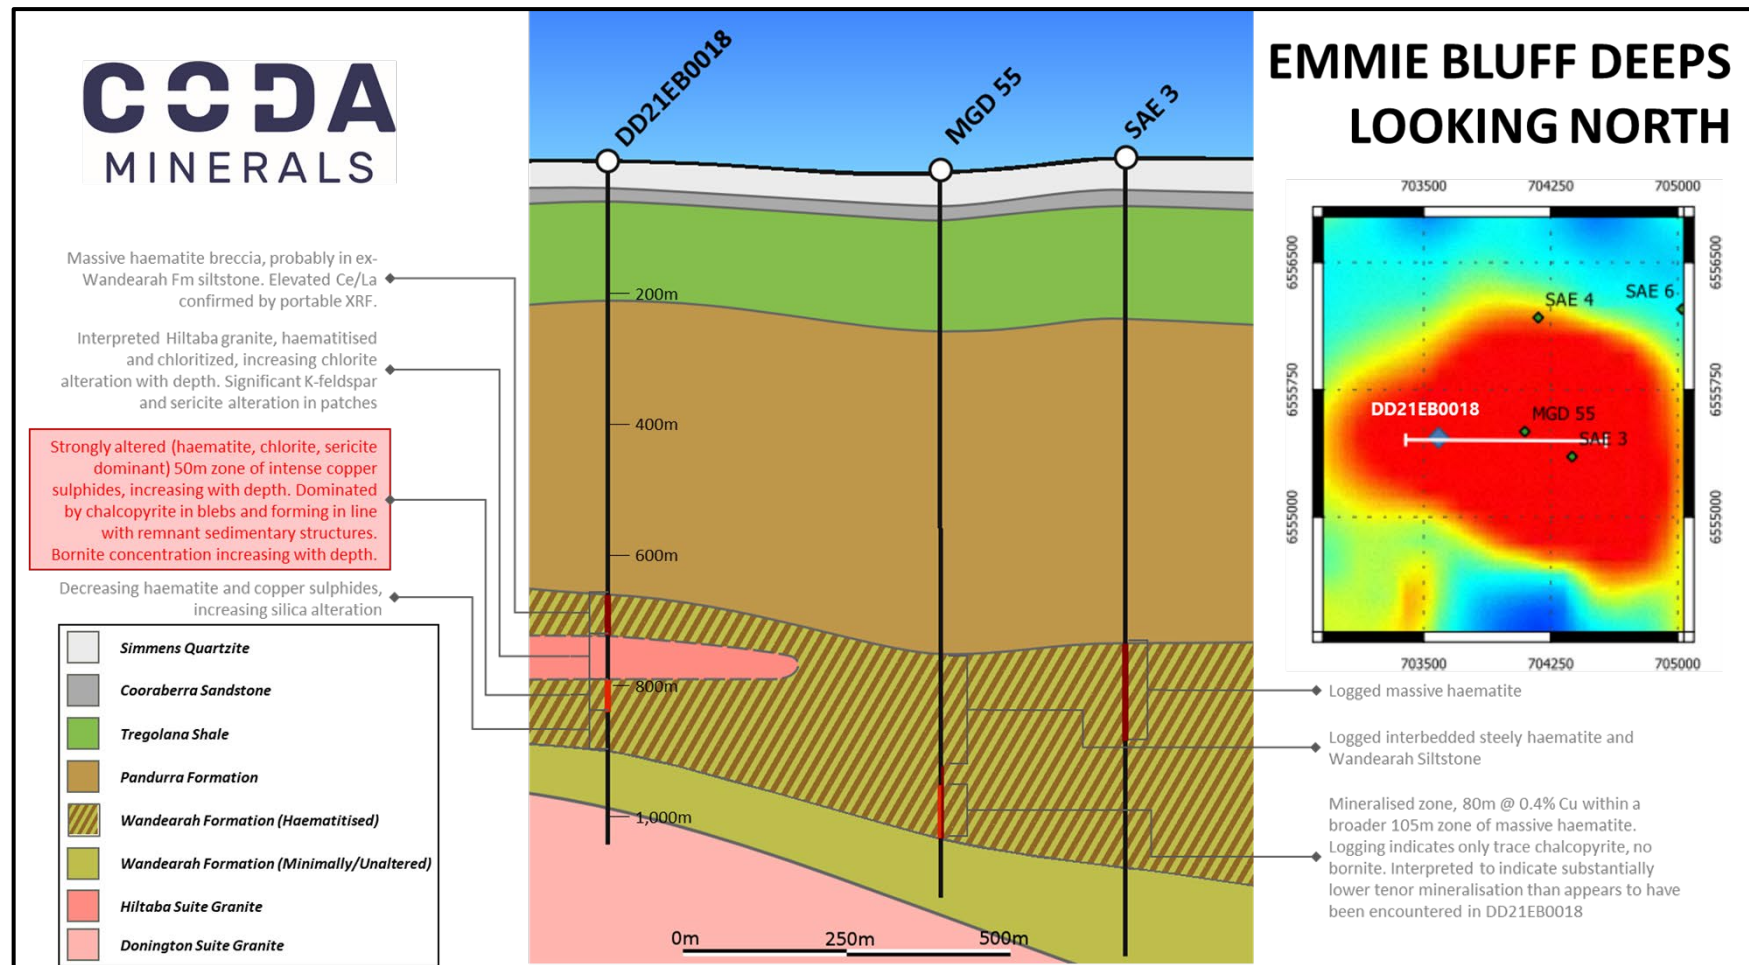 CODA
MINERALS
EMMIE BLUFF DEEPS
LOOKING NORTH
DD21EB0018
MGD 55
SAE 3
Massive haematite breccia, probably in ex-
Wandearah Fm siltstone. Elevated Ce/La
confirmed by portable XRF.
Interpreted Hiltaba granite, haematitised
and chloritized, increasing chlorite
alteration with depth. Significant K-feldspar
and sericite alteration in patches
Strongly altered (haematite, chlorite, sericite
dominant) 50m zone of intense copper
sulphides, increasing with depth. Dominated
by chalcopyrite in blebs and forming in line
with remnant sedimentary structures.
Bornite concentration increasing with depth.
Decreasing haematite and copper sulphides,
increasing silica alteration
Simmens Quartzite
Cooraberra Sandstone
Tregolana Shale
Pandurra Formation
Wandearah Formation (Haematitised)
Wandearah Formation (Minimally/Unaltered)
Hiltaba Suite Granite
Donington Suite Granite
200m
400m
600m
800m
1,000m
0m 250m 500m
703500 704250 705000
6556500 6556500
SAE 4 SAE 6
6555750 6555750
DD21EB0018
MGD 55
SAE 3
6555000 6555000
703500 704250 705000
Logged massive haematite
Logged interbedded steely haematite and
Wandearah Siltstone
Mineralised zone, 80m @ 0.4% Cu within a
broader 105m zone of massive haematite.
Logging indicates only trace chalcopyrite, no
bornite. Interpreted to indicate substantially
lower tenor mineralisation than appears to have
been encountered in DD21EB0018